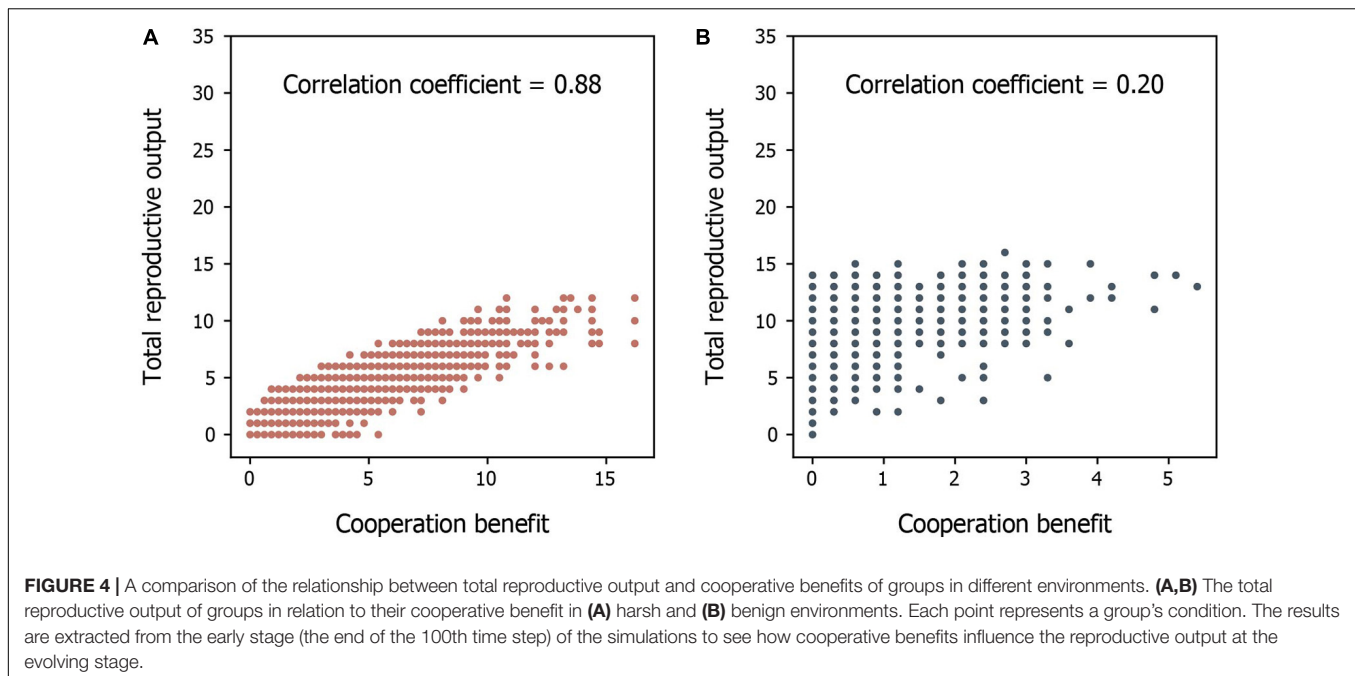 A
35
30
25
20
15
10
5
0
Total reproductive output
Correlation coefficient = 0.88
0 5 10 15
Cooperation benefit
B
35
30
25
20
15
10
5
0
Total reproductive output
Correlation coefficient = 0.20
0 1 2 3 4 5
Cooperation benefit
FIGURE 4 | A comparison of the relationship between total reproductive output and cooperative benefits of groups in different environments. (A,B) The total
reproductive output of groups in relation to their cooperative benefit in (A) harsh and (B) benign environments. Each point represents a group's condition. The results
are extracted from the early stage (the end of the 100th time step) of the simulations to see how cooperative benefits influence the reproductive output at the
evolving stage.